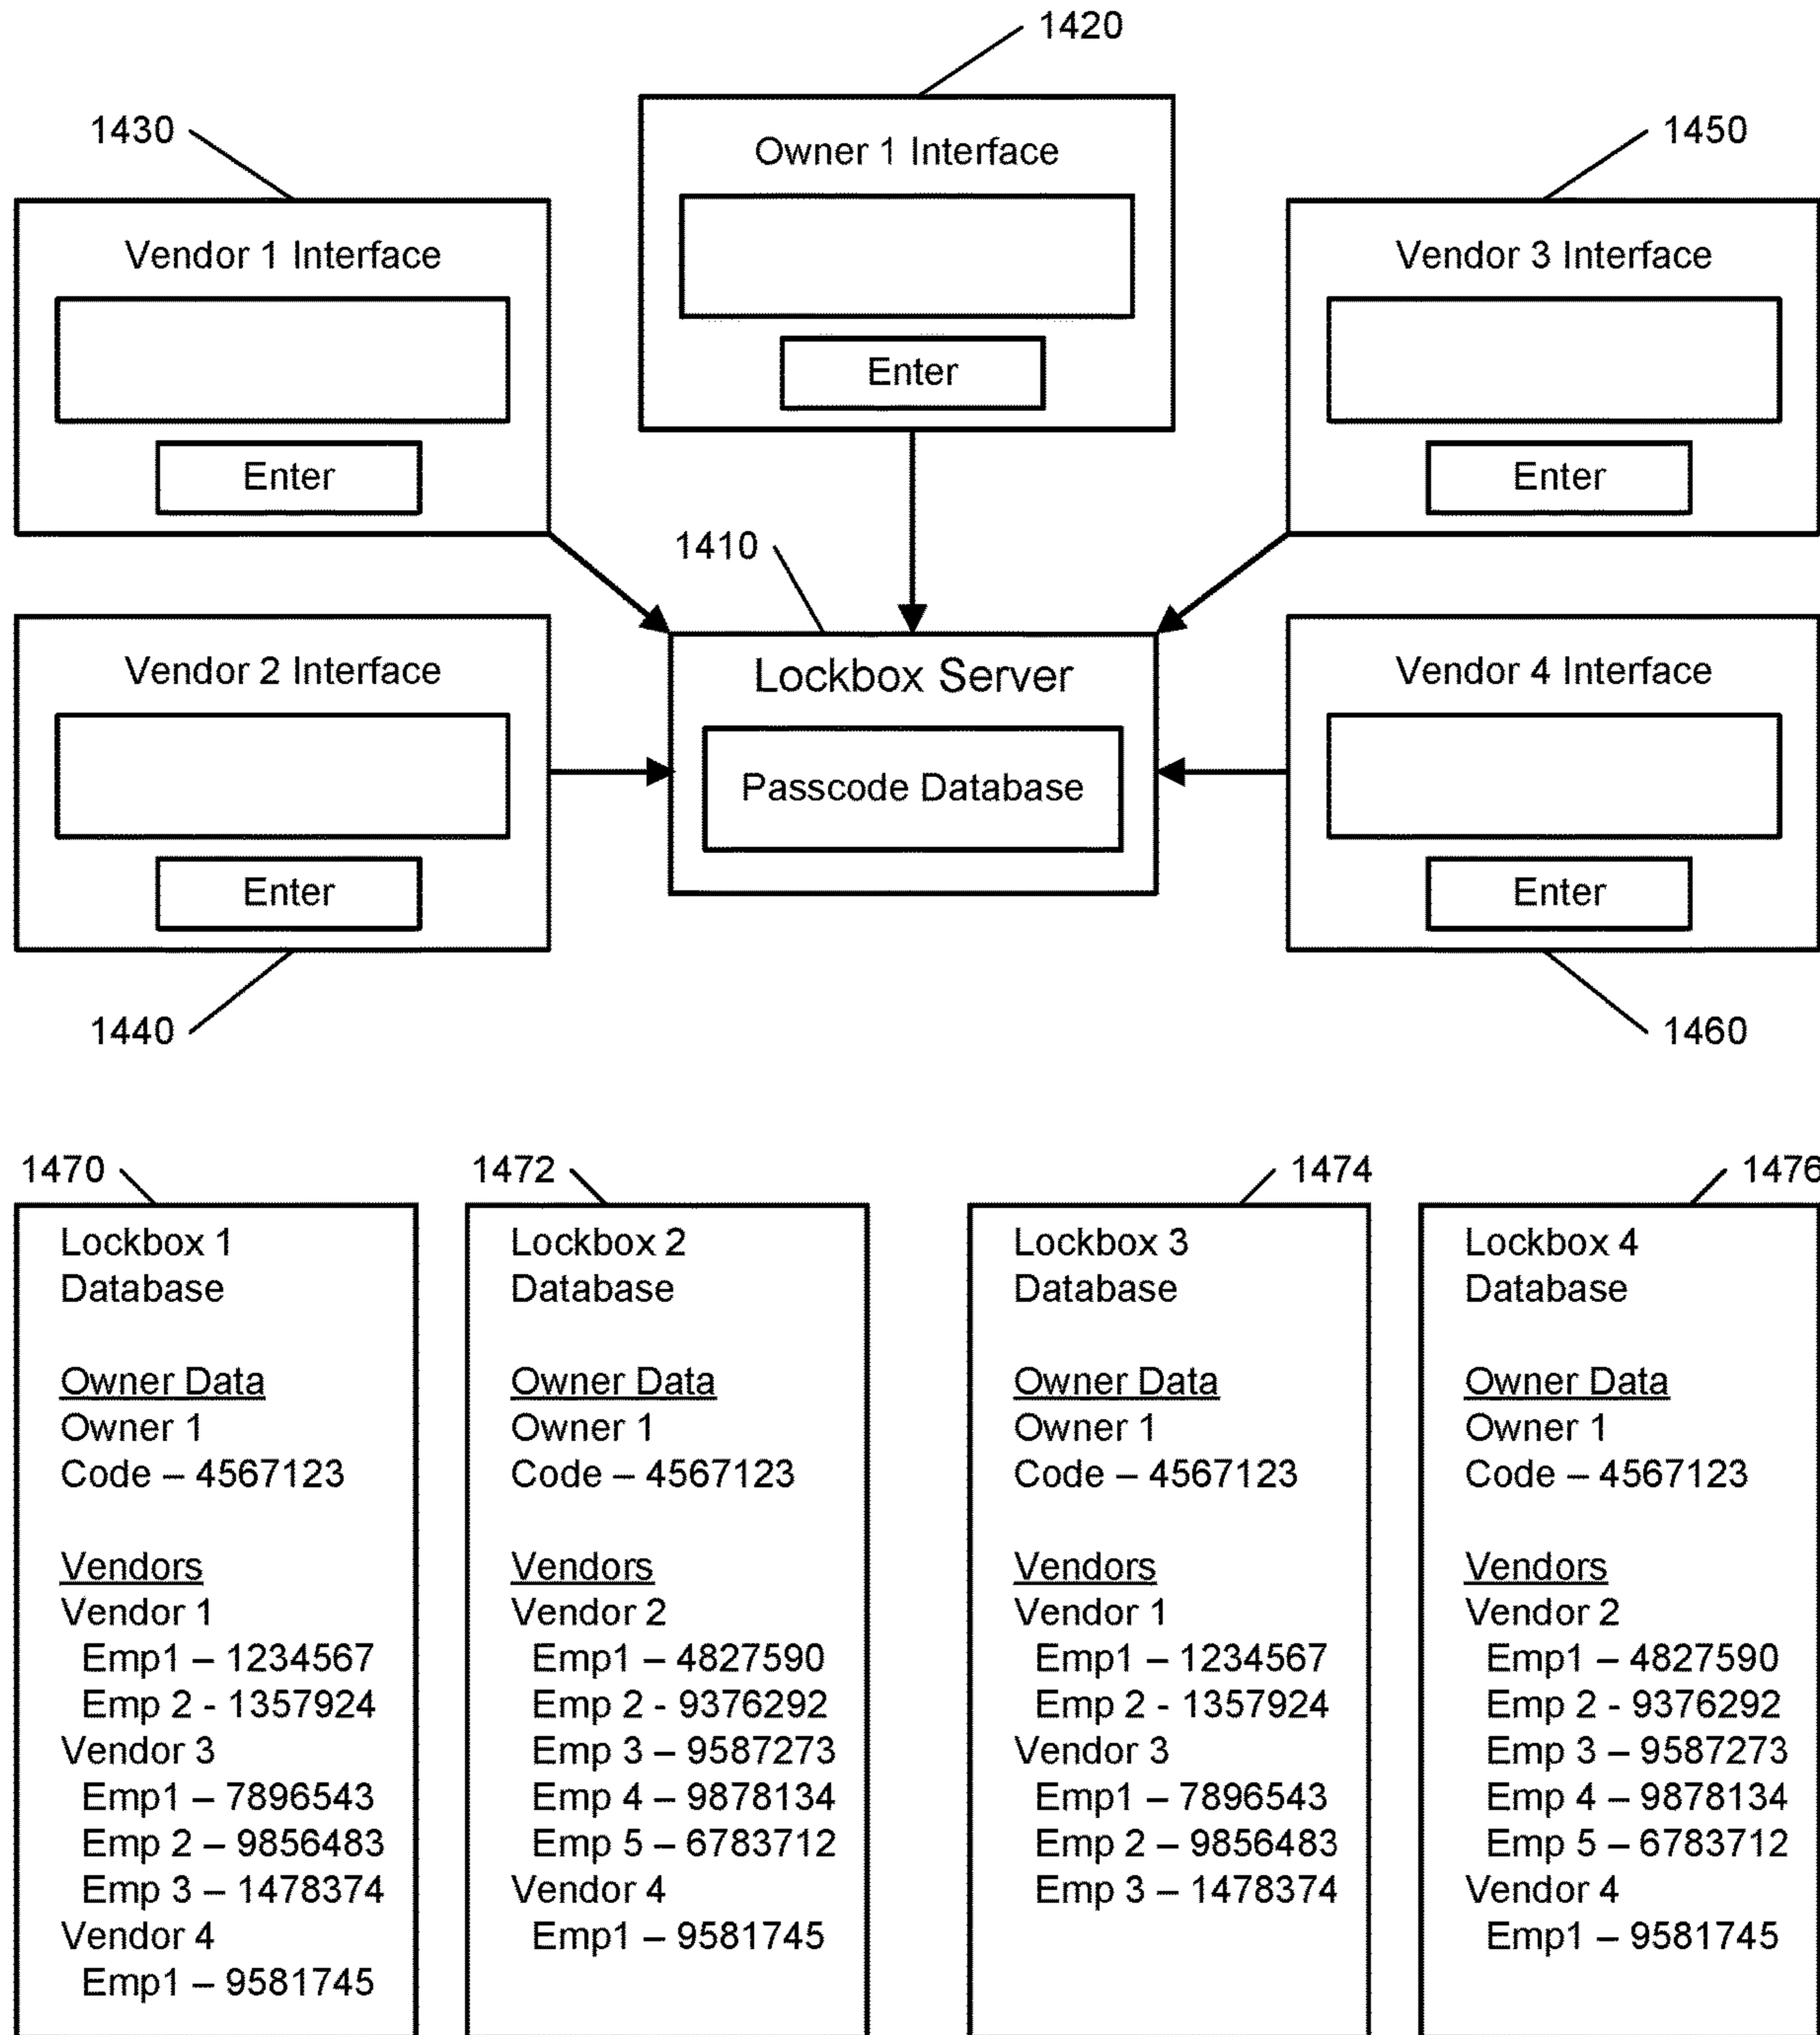 1420
1430
1450
Owner 1 Interface
Enter
Vendor 1 Interface
Enter
Vendor 3 Interface
Enter
1410
Lockbox Server
Passcode Database
Vendor 2 Interface
Enter
Vendor 4 Interface
Enter
1440
1460
1470
Lockbox 1
Database
Owner Data
Owner 1
Code – 4567123
Vendors
Vendor 1
Emp1 – 1234567
Emp 2 - 1357924
Vendor 3
Emp1 – 7896543
Emp 2 – 9856483
Emp 3 – 1478374
Vendor 4
Emp1 – 9581745
1472
Lockbox 2
Database
Owner Data
Owner 1
Code – 4567123
Vendors
Vendor 2
Emp1 – 4827590
Emp 2 - 9376292
Emp 3 – 9587273
Emp 4 – 9878134
Emp 5 – 6783712
Vendor 4
Emp1 – 9581745
1474
Lockbox 3
Database
Owner Data
Owner 1
Code – 4567123
Vendors
Vendor 1
Emp1 – 1234567
Emp 2 - 1357924
Vendor 3
Emp1 – 7896543
Emp 2 – 9856483
Emp 3 – 1478374
1476
Lockbox 4
Database
Owner Data
Owner 1
Code – 4567123
Vendors
Vendor 2
Emp1 – 4827590
Emp 2 - 9376292
Emp 3 – 9587273
Emp 4 – 9878134
Emp 5 – 6783712
Vendor 4
Emp1 – 9581745